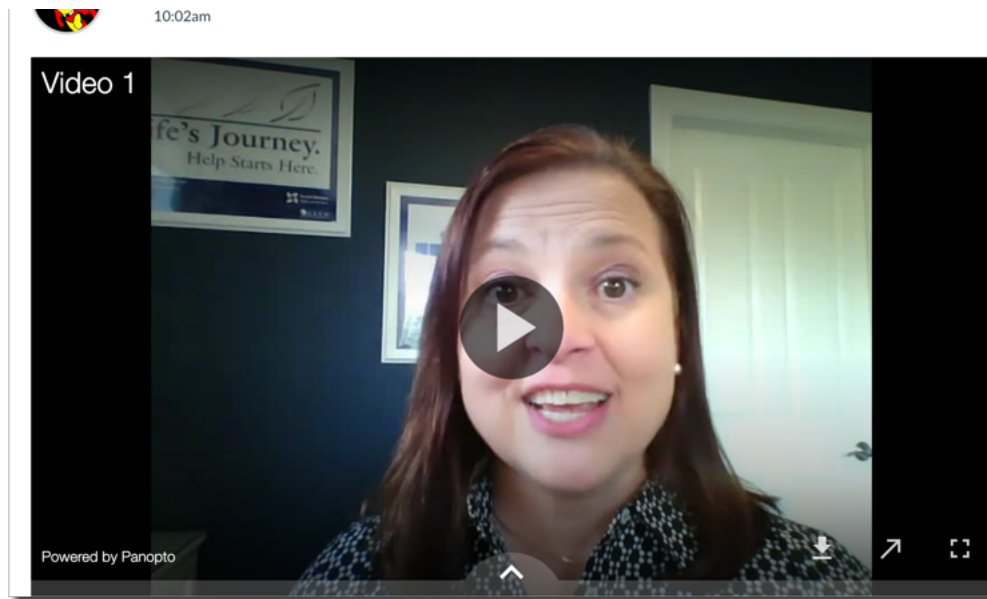 10:02am
Video 1
fe's Journey.
Help Starts Here.
Powered by Panopto